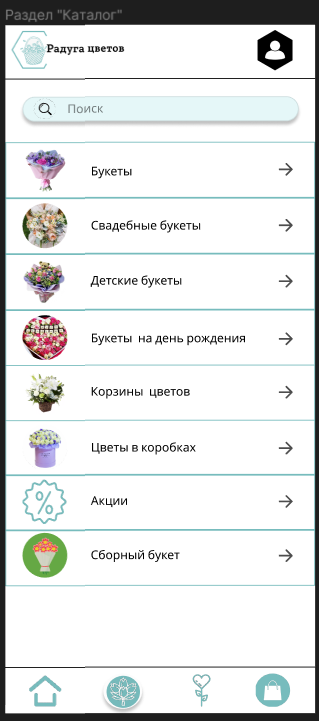 Раздел "Каталог"
Радуга цветов
Поиск
Букеты
Свадебные букеты
Детские букеты
Букеты на день рождения
Корзины цветов
Цветы в коробках
Акции
Сборный букет